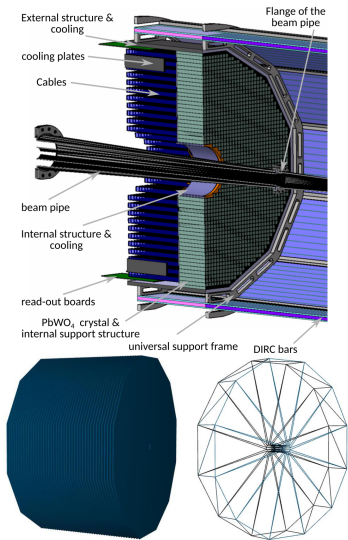 External structure &
cooling
Flange of the
beam pipe
cooling plates
Cables
beam pipe
Internal structure &
cooling
read-out boards
PbWO₄ crystal &
internal support structure
universal support frame
DIRC bars